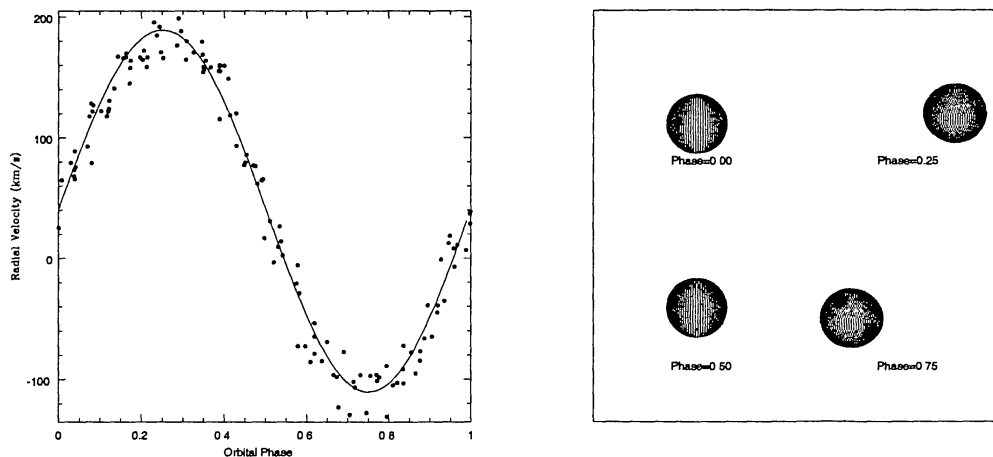 200
100
0
-100
Radial Velocity (km/s)
0 0 2 0 4 0 6 0 8 1
Orbital Phase
Phase=0 00 Phase=0.25
Phase=0 50 Phase=0 75